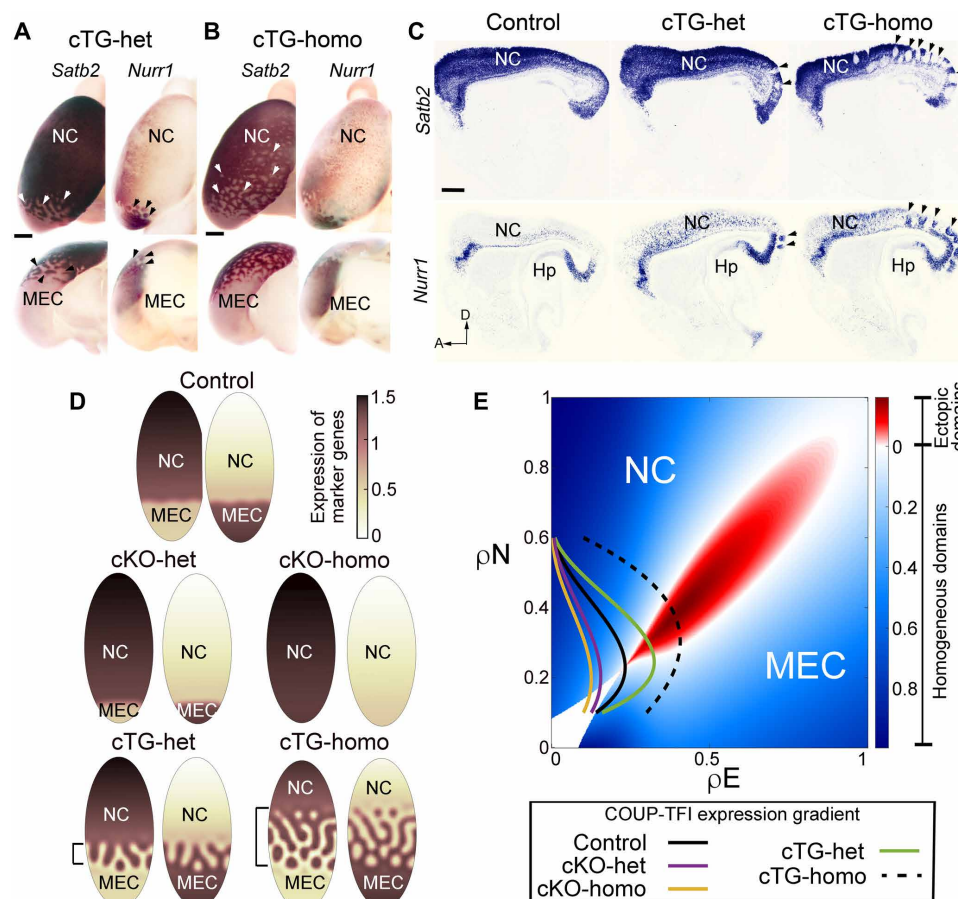 A
cTG-het
Satb2
Nurr1
NC
NC
MEC
MEC
B
cTG-homo
Satb2
Nurr1
NC
NC
MEC
MEC
C
Control
cTG-het
cTG-homo
Satb2
NC
NC
NC
Nurr1
NC
NC
NC
Hp
Hp
Hp
D
A
D
Control
NC
NC
MEC
MEC
Expression of
marker genes
1.5
1
0.5
0
cKO-het
cKO-homo
NC
NC
NC
NC
MEC
MEC
cTG-het
cTG-homo
NC
NC
NC
NC
MEC
MEC
MEC
MEC
E
1
0.8
0.6
0.4
0.2
0
ρN
NC
MEC
0.5
1
ρE
0
0.2
0.4
0.6
0.8
Ectopic
domains
Homogeneous domains
COUP-TFI expression gradient
Control
cKO-het
cKO-homo
cTG-het
cTG-homo